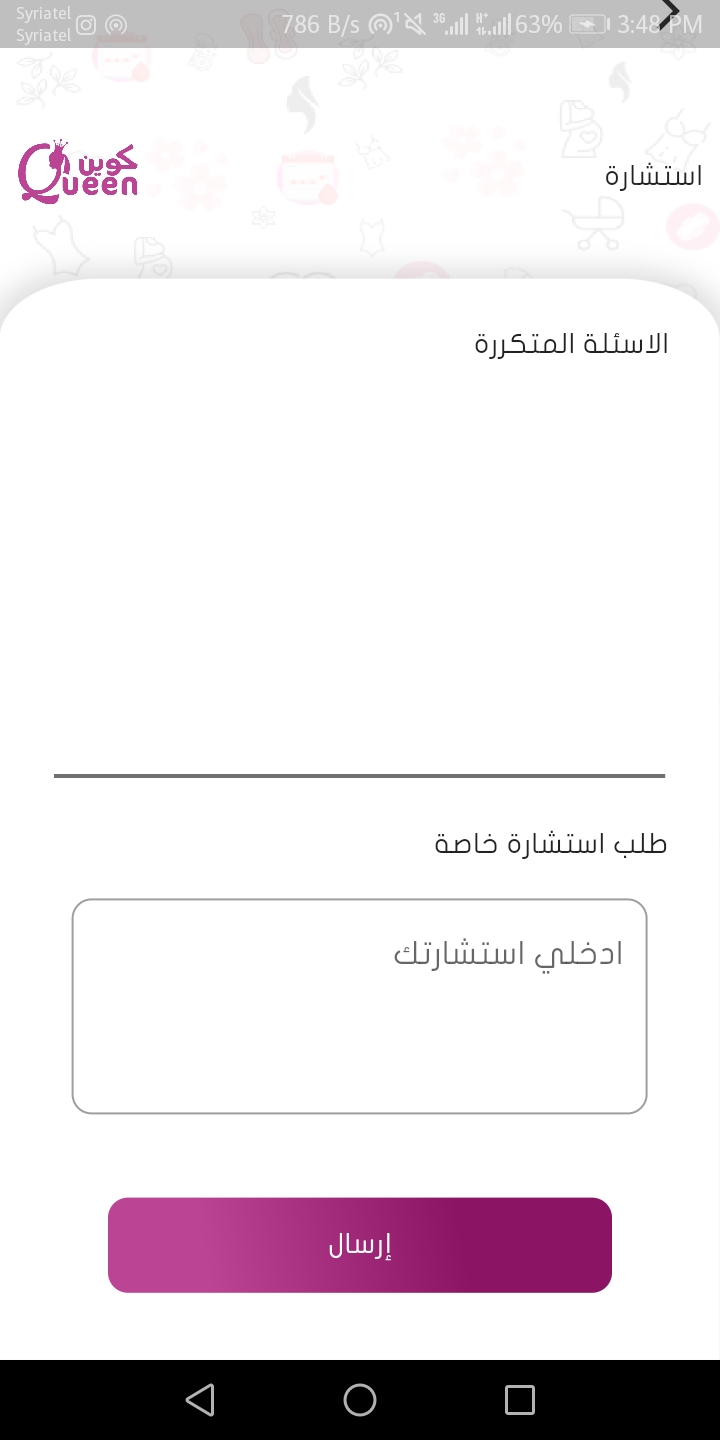 Syriatel
Syriatel
786 B/s 1 3G H+ 63% 3:48 PM
كوين
Queen
استشارة
الاسئلة المتكررة
طلب استشارة خاصة
ادخلي استشارتك
إرسال